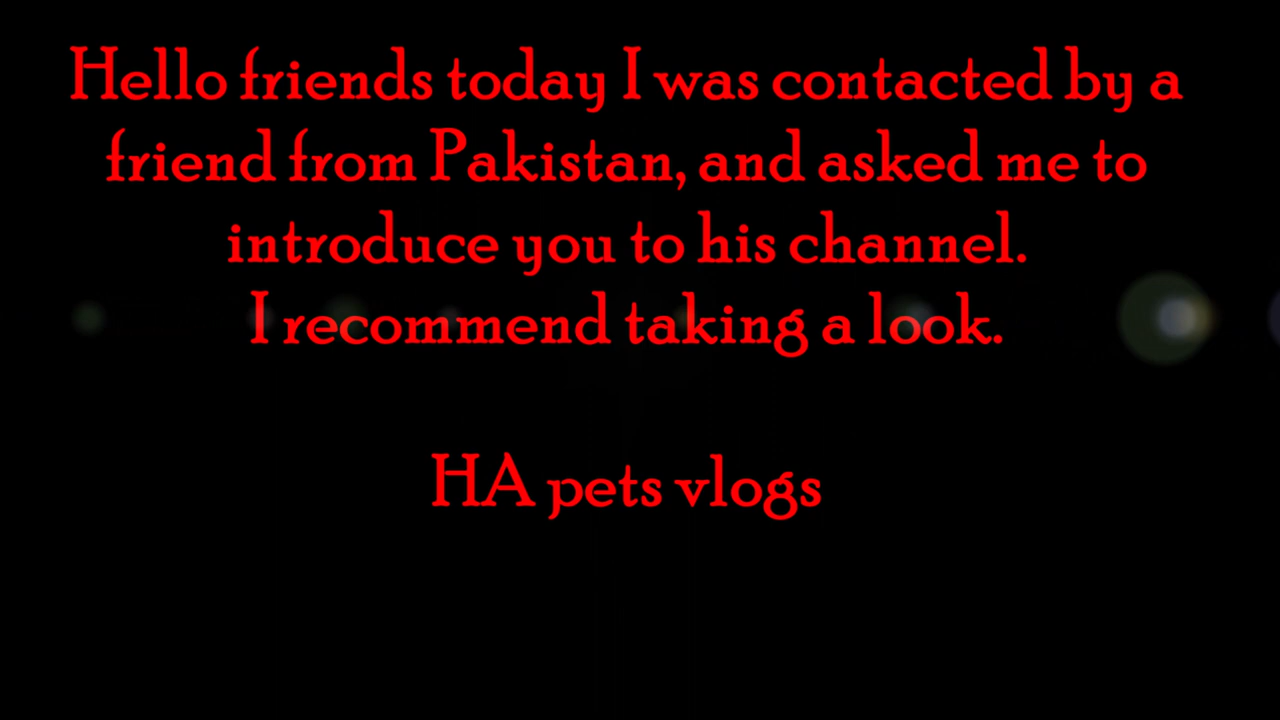 Hello friends today I was contacted by a
friend from Pakistan, and asked me to
introduce you to his channel.
I recommend taking a look.
HA pets vlogs